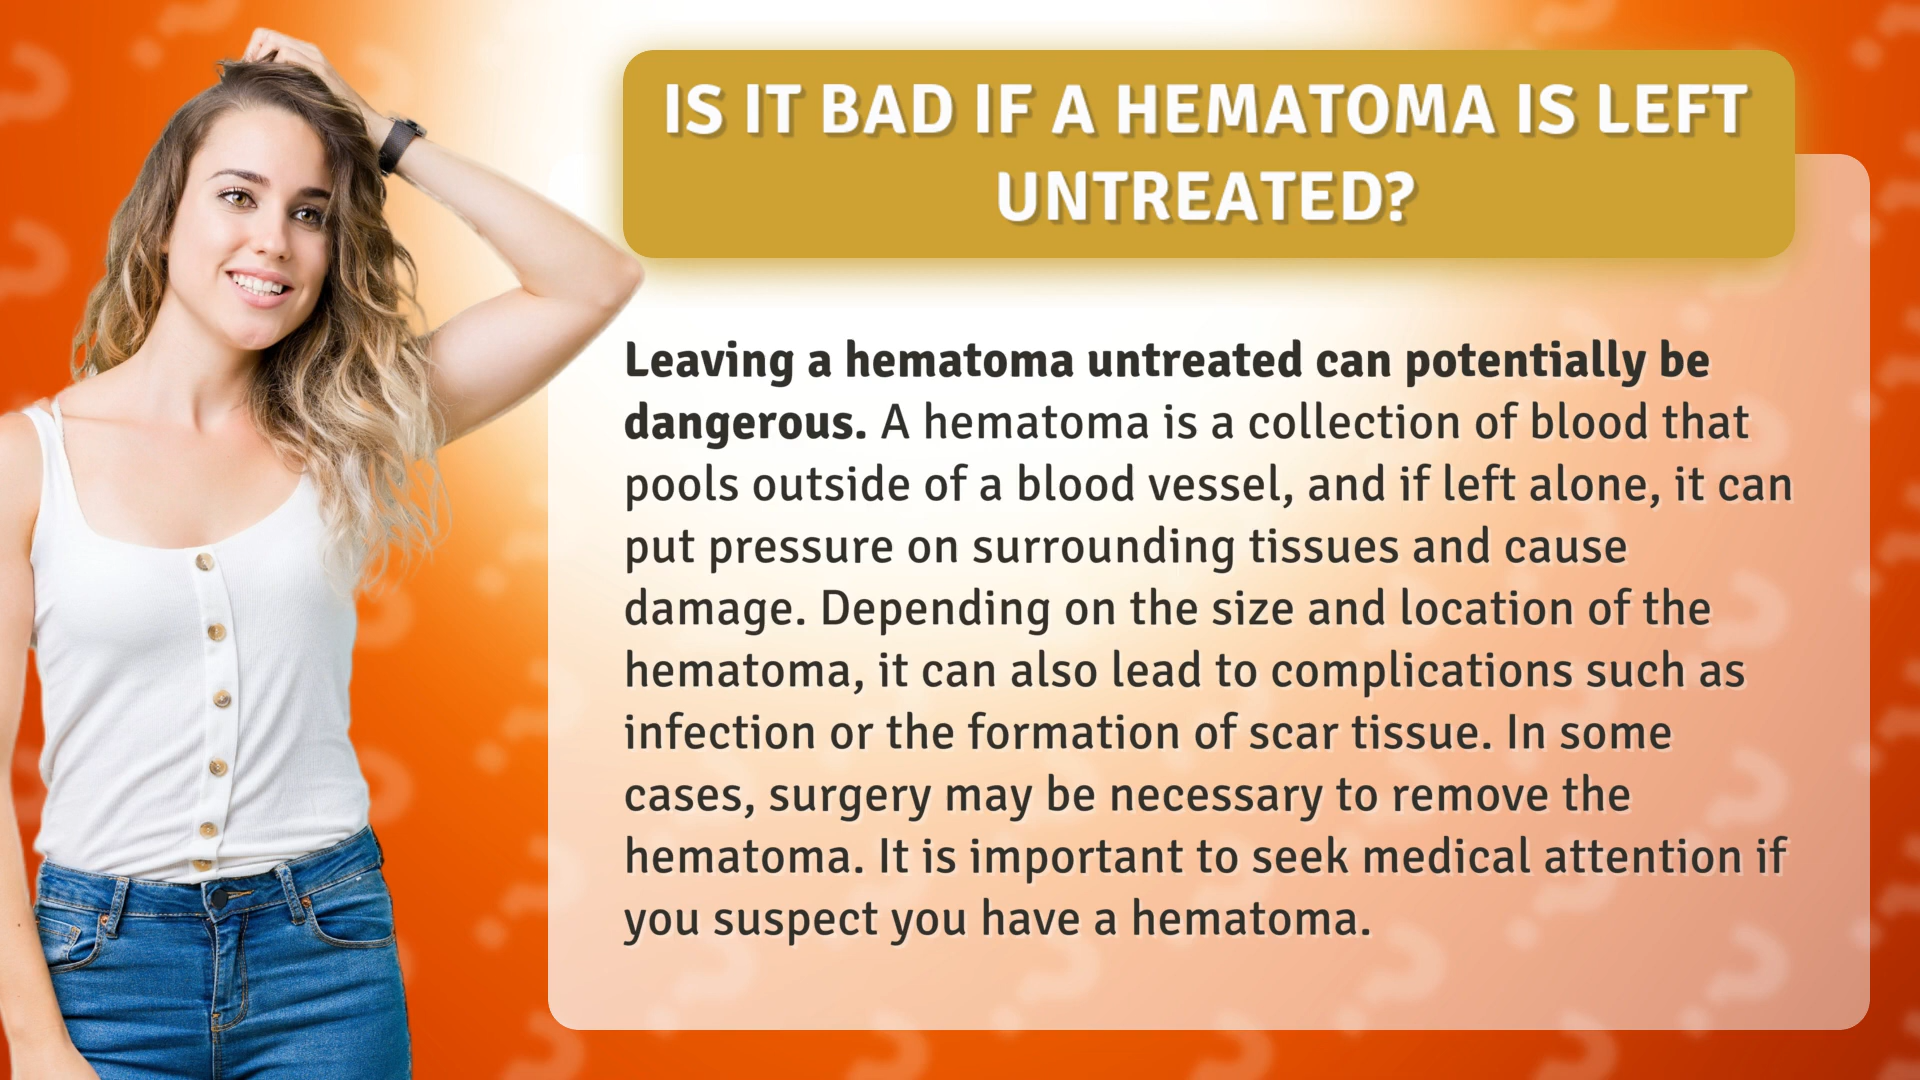 IS IT BAD IF A HEMATOMA IS LEFT
UNTREATED?
Leaving a hematoma untreated can potentially be
dangerous. A hematoma is a collection of blood that
pools outside of a blood vessel, and if left alone, it can
put pressure on surrounding tissues and cause
damage. Depending on the size and location of the
hematoma, it can also lead to complications such as
infection or the formation of scar tissue. In some
cases, surgery may be necessary to remove the
hematoma. It is important to seek medical attention if
you suspect you have a hematoma.